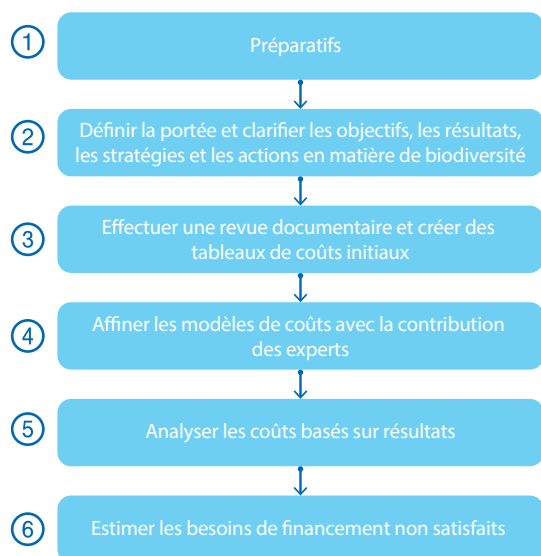 1
Préparatifs
2
Définir la portée et clarifier les objectifs, les résultats,
les stratégies et les actions en matière de biodiversité
3
Effectuer une revue documentaire et créer des
tableaux de coûts initiaux
4
Affiner les modèles de coûts avec la contribution
des experts
5
Analyser les coûts basés sur résultats
6
Estimer les besoins de financement non satisfaits